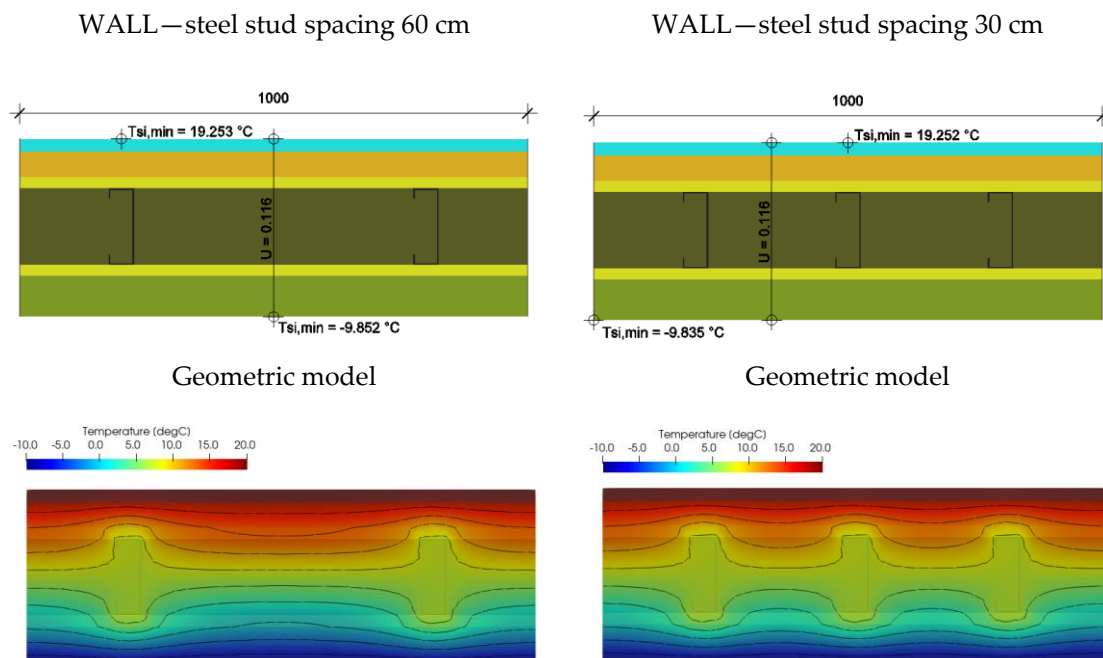 WALL—steel stud spacing 60 cm
WALL—steel stud spacing 30 cm
1000
Tsi,min = 19.253 °C
U = 0.116
Tsi,min = -9.852 °C
1000
Tsi,min = 19.252 °C
U = 0.116
Tsi,min = -9.835 °C
Geometric model
Geometric model
Temperature (degC)
-10.0 -5.0 0.0 5.0 10.0 15.0 20.0
Temperature (degC)
-10.0 -5.0 0.0 5.0 10.0 15.0 20.0